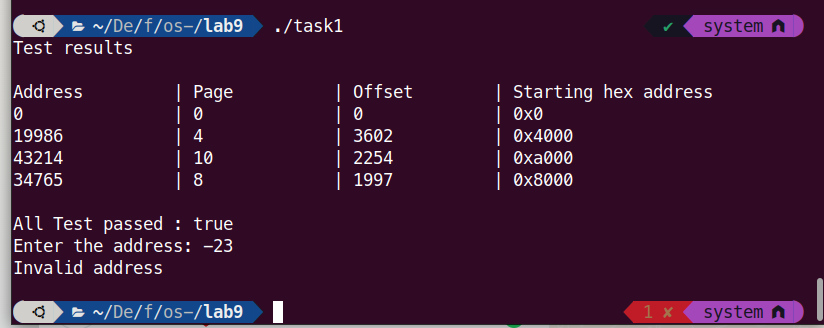 ~/De/f/os-/lab9 ./task1 ✔ system
Test results
Address | Page | Offset | Starting hex address
0 | 0 | 0 | 0x0
19986 | 4 | 3602 | 0x4000
43214 | 10 | 2254 | 0xa000
34765 | 8 | 1997 | 0x8000
All Test passed : true
Enter the address: -23
Invalid address
~/De/f/os-/lab9 1 ✘ system